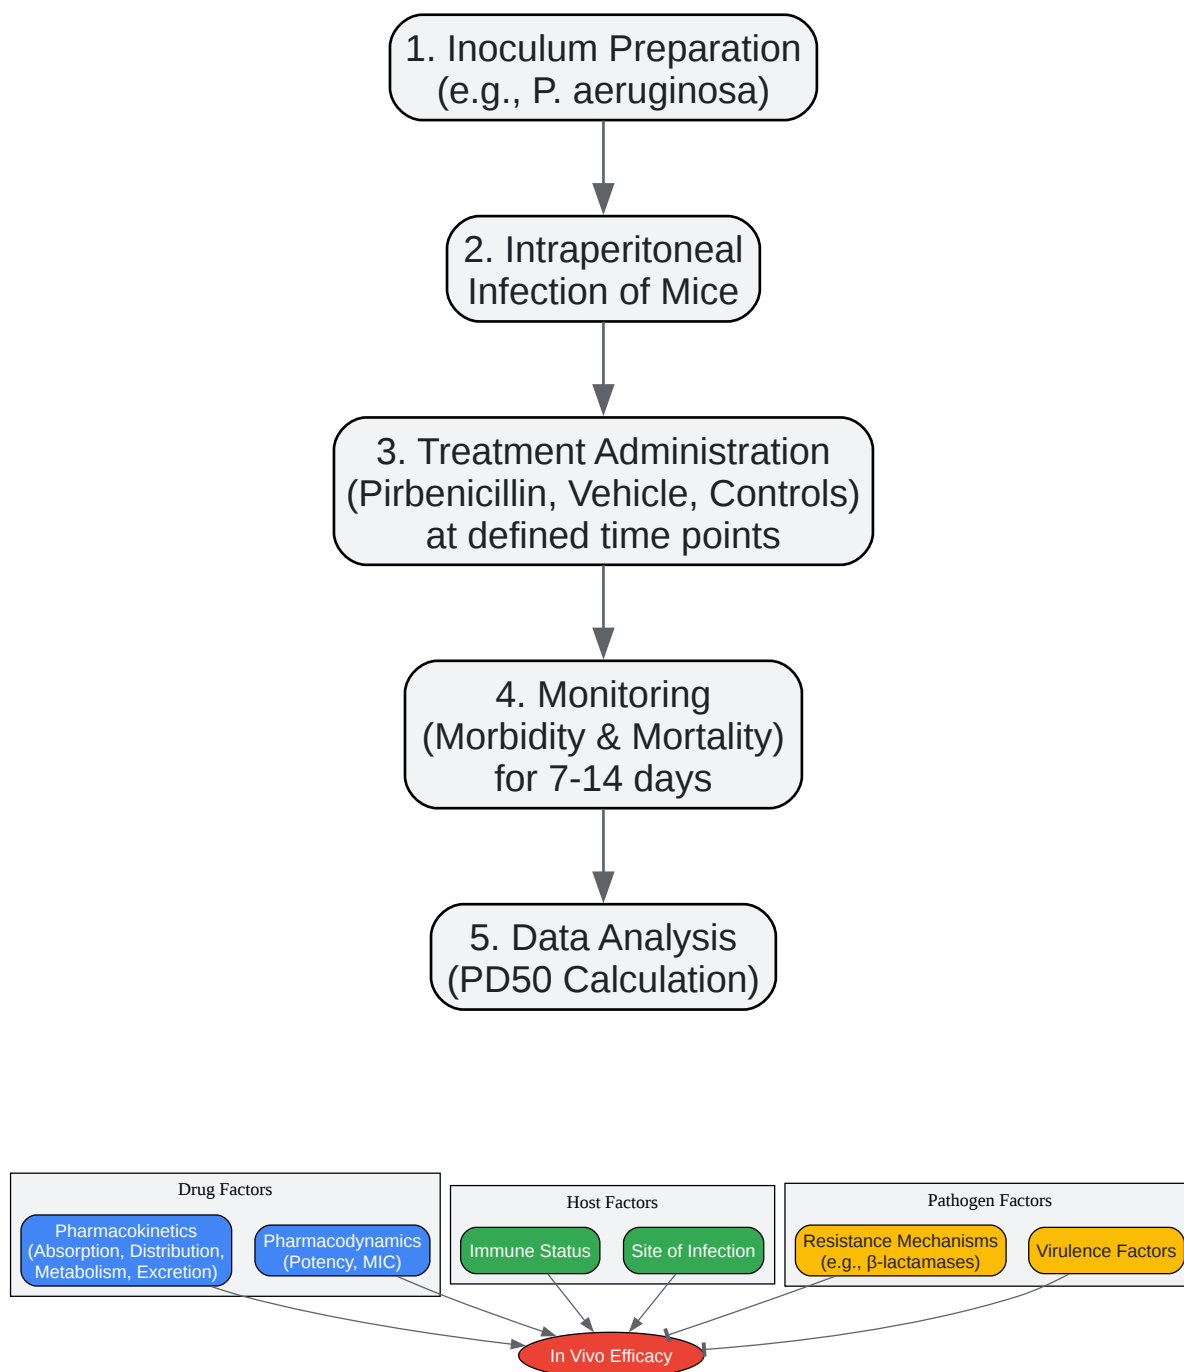 1. Inoculum Preparation
(e.g., P. aeruginosa)
2. Intraperitoneal
Infection of Mice
3. Treatment Administration
(Pirbenicillin, Vehicle, Controls)
at defined time points
4. Monitoring
(Morbidity & Mortality)
for 7-14 days
5. Data Analysis
(PD50 Calculation)
Drug Factors
Pharmacokinetics
(Absorption, Distribution,
Metabolism, Excretion)
Pharmacodynamics
(Potency, MIC)
Host Factors
Immune Status
Site of Infection
Pathogen Factors
Resistance Mechanisms
(e.g., β-lactamases)
Virulence Factors
In Vivo Efficacy